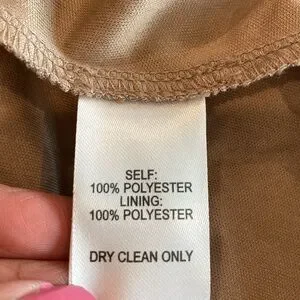 SELF:
100% POLYESTER
LINING:
100% POLYESTER
DRY CLEAN ONLY